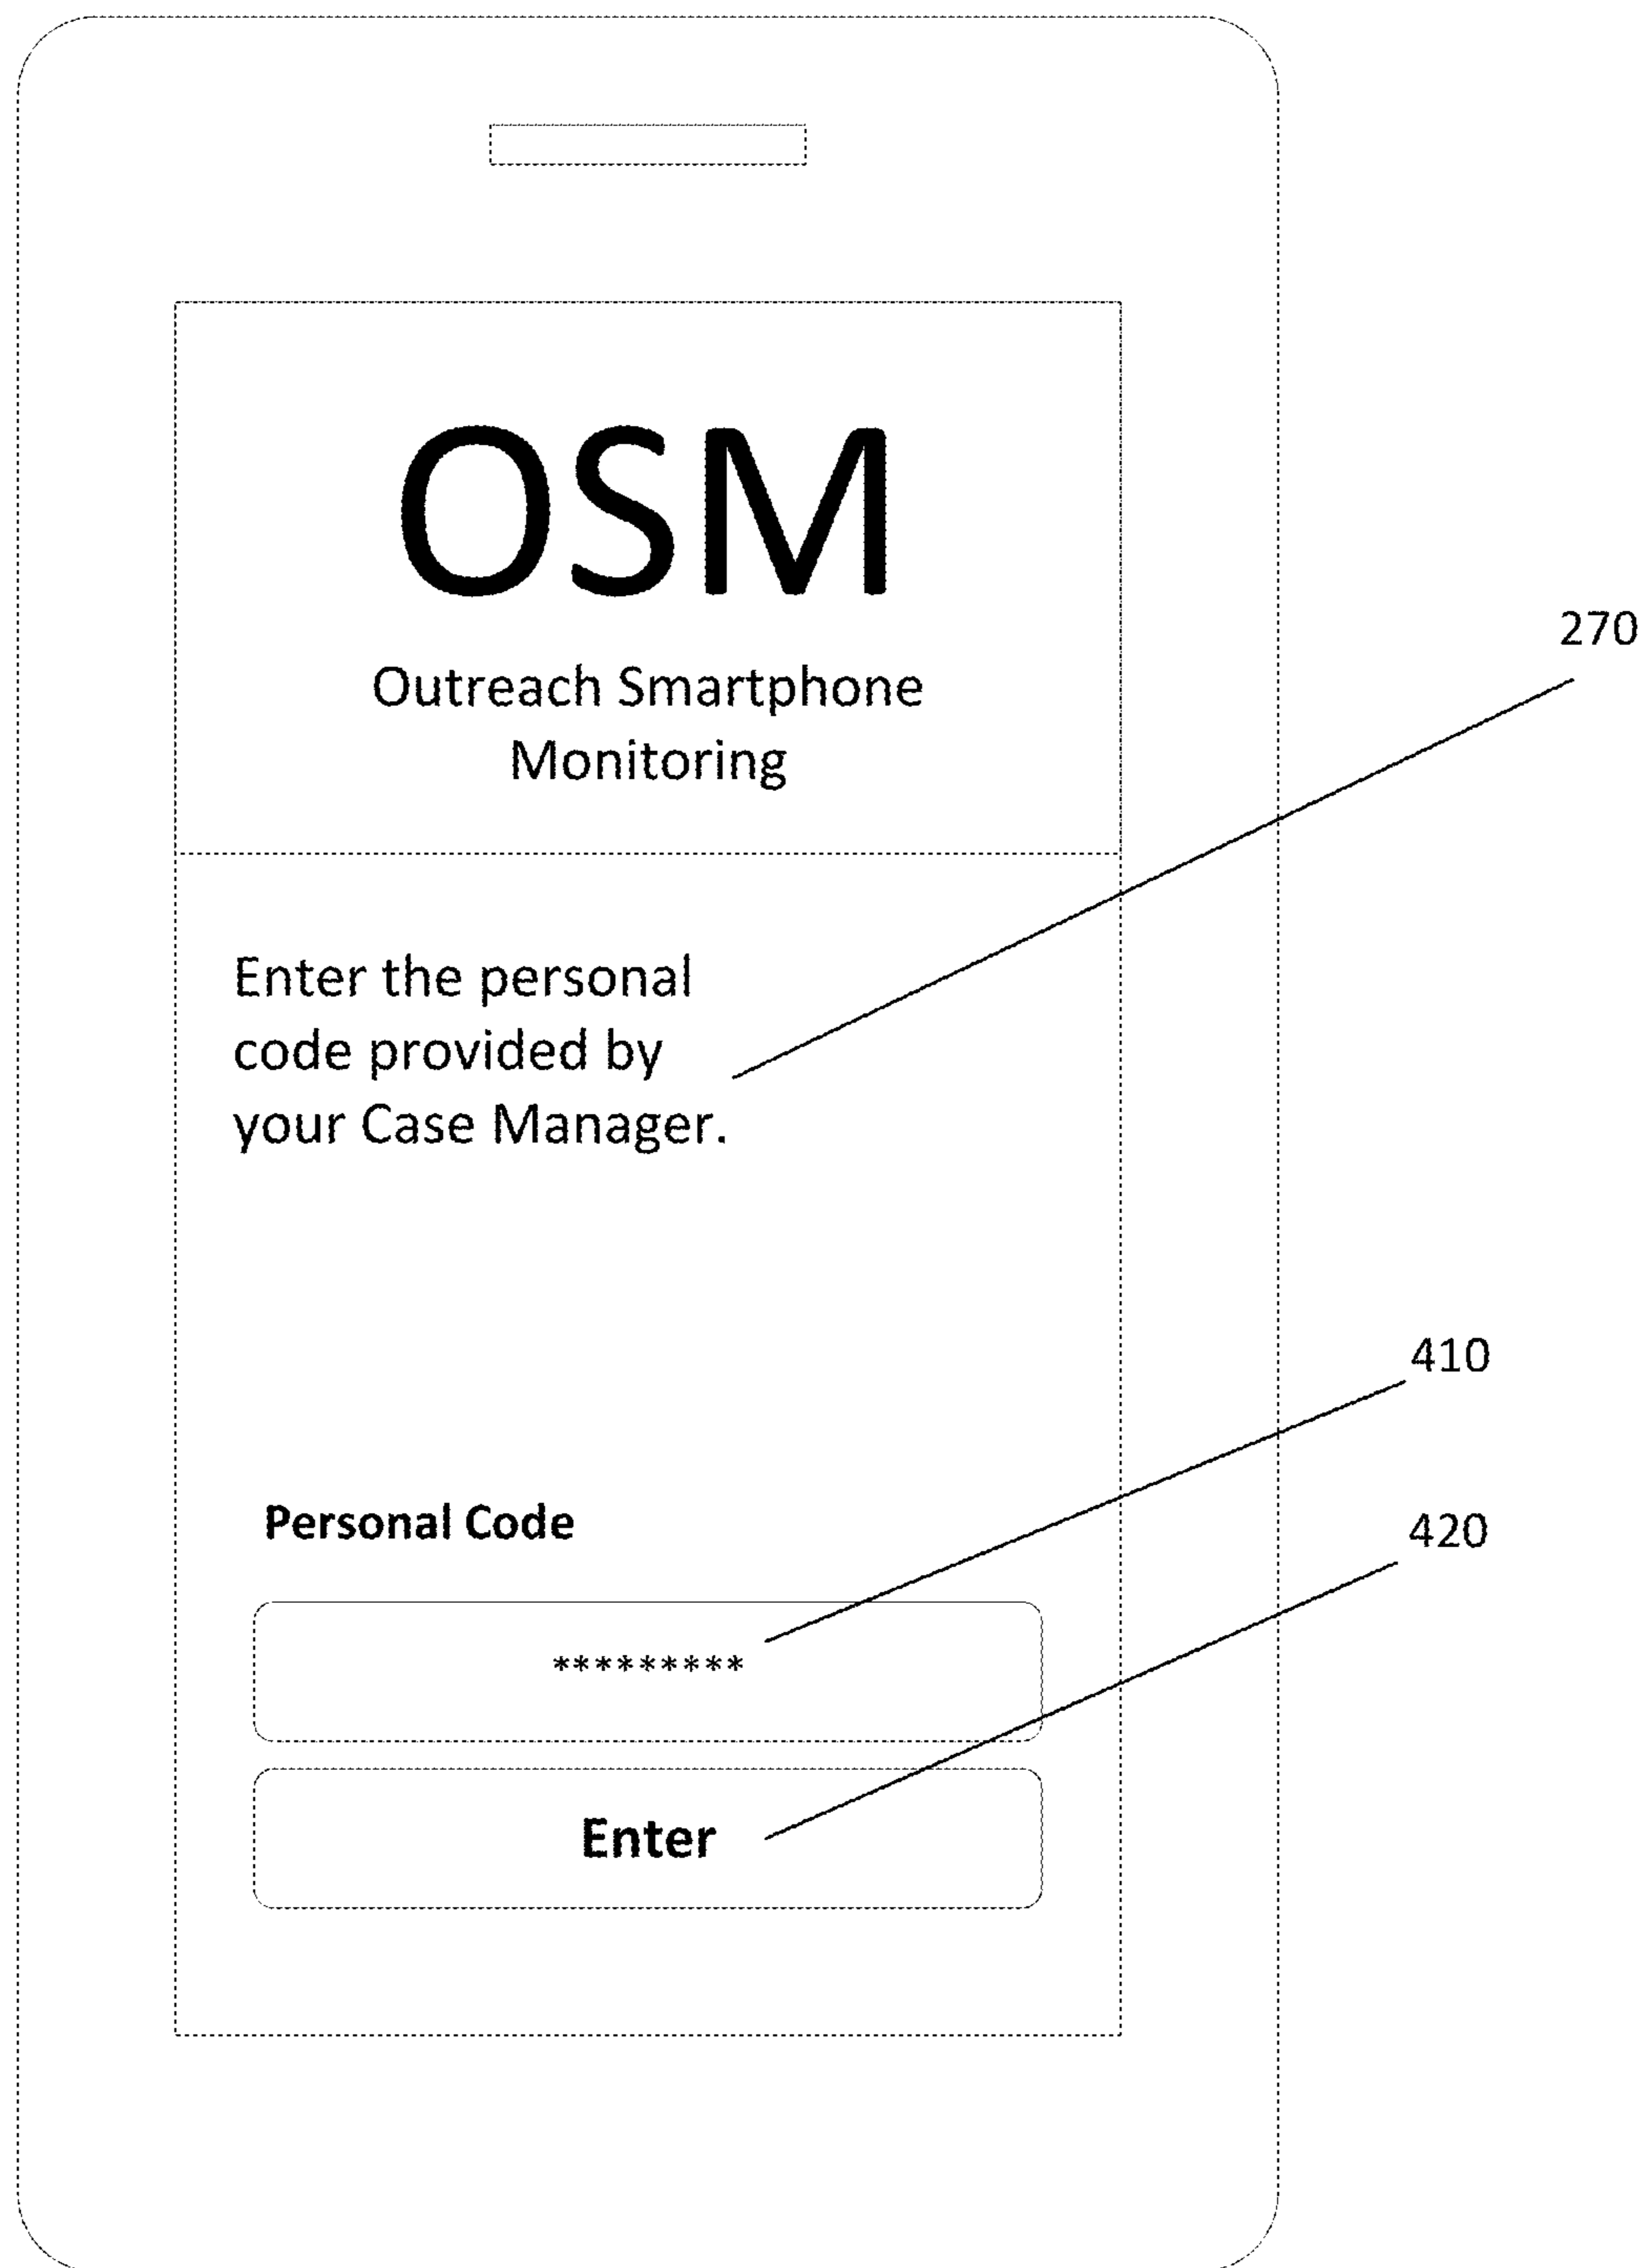 OSM
Outreach Smartphone
Monitoring
270
Enter the personal
code provided by
your Case Manager.
410
Personal Code
420
*********
Enter